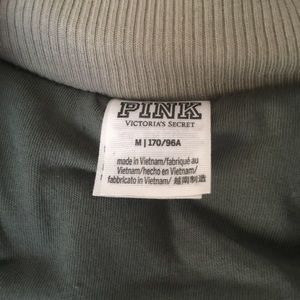 PINK
VICTORIA'S SECRET
M | 170/96A
made in Vietnam/fabriqué au
Vietnam/hecho en Vietnam/
fabbricato in Vietnam/ 越南制造